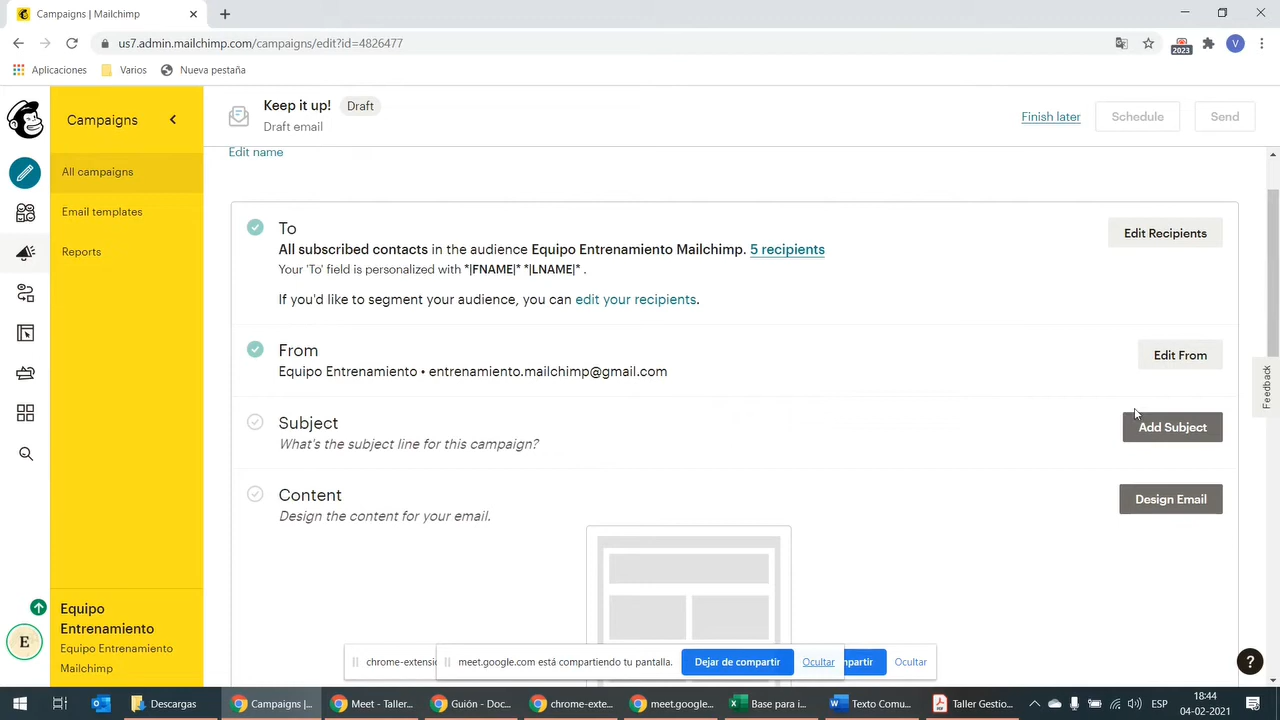 Campaigns | Mailchimp
us7.admin.mailchimp.com/campaigns/edit?id=4826477
2023
V
Aplicaciones
Varios
Nueva pestaña
Campaigns
All campaigns
Email templates
Reports
Equipo
Entrenamiento
Equipo Entrenamiento
Mailchimp
E
Keep it up! Draft
Draft email
Finish later
Schedule
Send
Edit name
To
All subscribed contacts in the audience Equipo Entrenamiento Mailchimp. 5 recipients
Your 'To' field is personalized with *|FNAME|* *|LNAME|* .
If you'd like to segment your audience, you can edit your recipients.
Edit Recipients
From
Equipo Entrenamiento • entrenamiento.mailchimp@gmail.com
Edit From
Subject
What's the subject line for this campaign?
Add Subject
Content
Design the content for your email.
Design Email
Feedback
?
chrome-extensi
meet.google.com está compartiendo tu pantalla.
Dejar de compartir
Ocultar
partir
Ocultar
Descargas
Campaigns |...
Meet - Taller...
Guión - Doc...
chrome-exte...
meet.google...
Base para i...
Texto Comu...
Taller Gestio...
ESP
18:44
04-02-2021